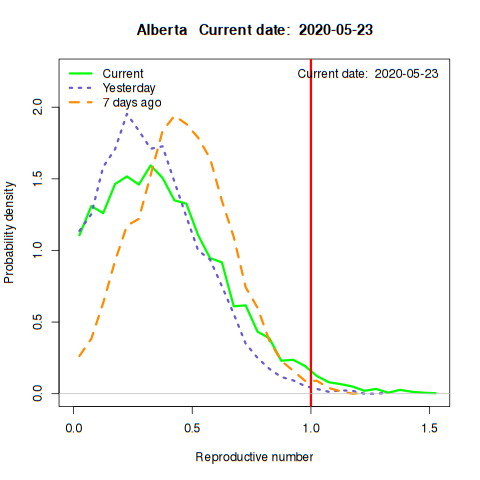 Alberta   Current date:  2020-05-23
Current date:  2020-05-23
Current
Yesterday
7 days ago
Probability density
2.0
1.5
1.0
0.5
0.0
0.0 0.5 1.0 1.5
Reproductive number